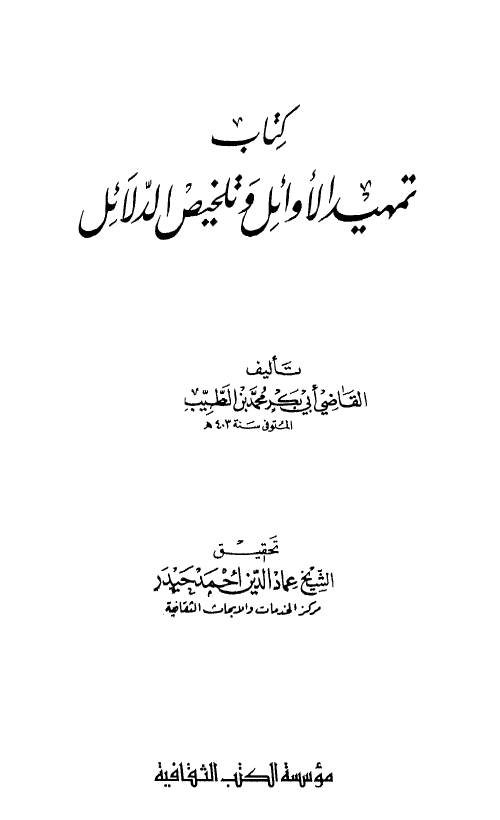 كتاب
تمهيد الأوائل وتلخيص الدلائل
تأليف
القاضي أبي بكر محمد بن الطيب
المتوفى سنة ٤٠٣ هـ
تحقيق
الشيخ عماد الدين أحمد حيدر
مركز الخدمات والابحاث الثقافية
مؤسسة الكتب الثقافية